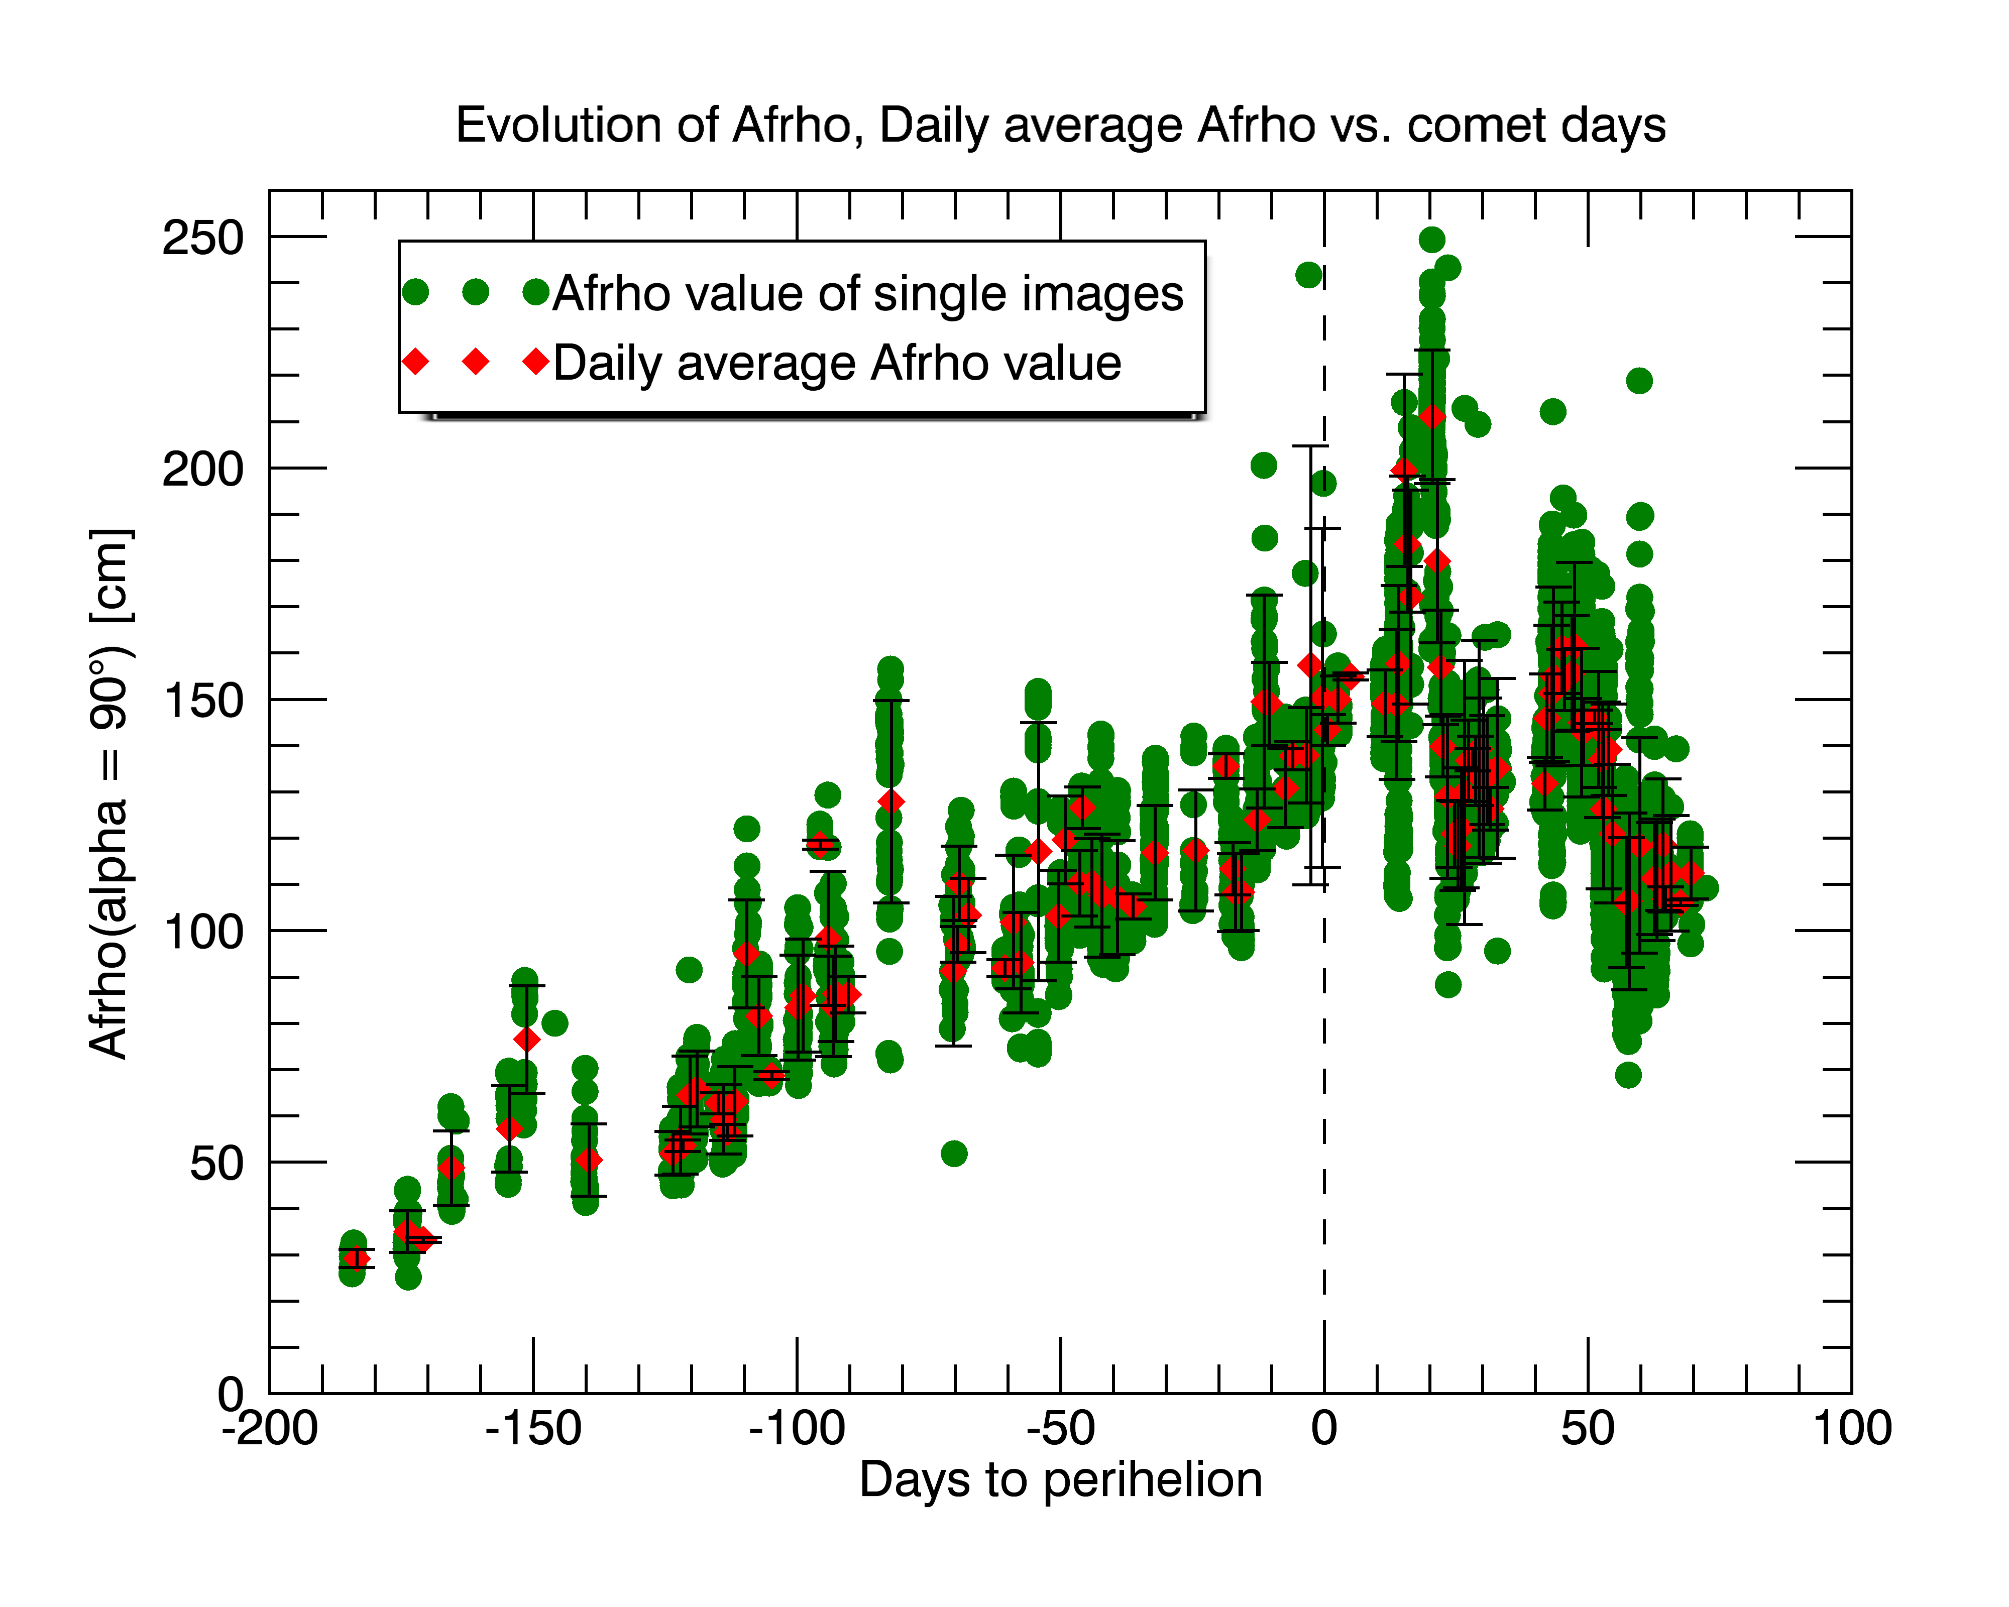 Evolution of Afrho, Daily average Afrho vs. comet days
Afrho value of single images
Daily average Afrho value
Afrho(alpha = 90°) [cm]
250
200
150
100
50
0
-200 -150 -100 -50 0 50 100
Days to perihelion